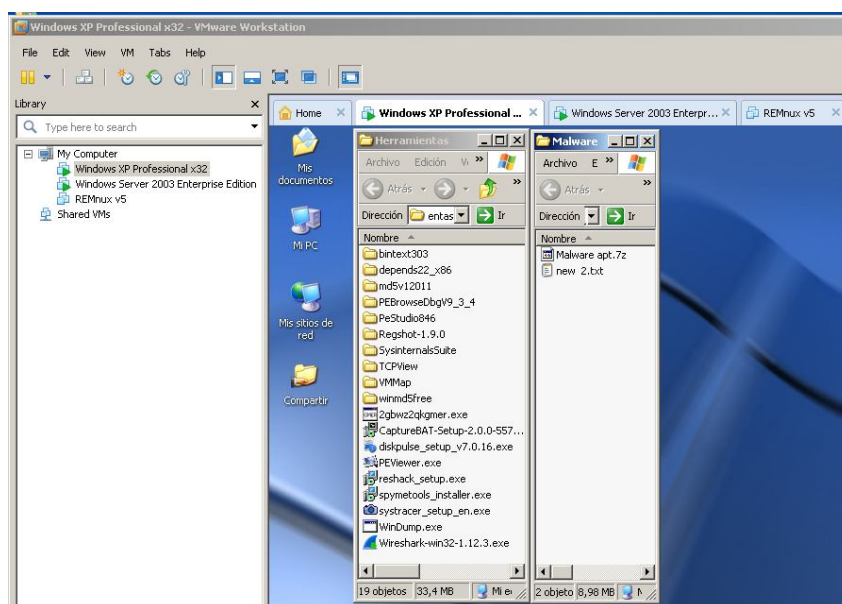 Windows XP Professional x32 - VMware Workstation
File Edit View VM Tabs Help
Library
Type here to search
My Computer
Windows XP Professional x32
Windows Server 2003 Enterprise Edition
REMnux v5
Shared VMs
Home
Windows XP Professional ...
Windows Server 2003 Enterpr...
REMnux v5
Mis documentos
Mi PC
Mis sitios de red
Compartir
Herramientas
Archivo Edición
Atrás
Dirección entas Ir
Nombre
bintext303
depends22_x86
md5v12011
PEBrowseDbgV9_3_4
PeStudio846
Regshot-1.9.0
SysinternalsSuite
TCPView
VMMap
winmd5free
2gbwz2qkgmer.exe
CaptureBAT-Setup-2.0.0-557...
diskpulse_setup_v7.0.16.exe
PEViewer.exe
reshack_setup.exe
spymetools_installer.exe
systracer_setup_en.exe
WinDump.exe
Wireshark-win32-1.12.3.exe
19 objetos 33,4 MB
Malware
Archivo E
Atrás
Dirección Ir
Nombre
Malware apt.7z
new 2.txt
2 objeto 8,98 MB